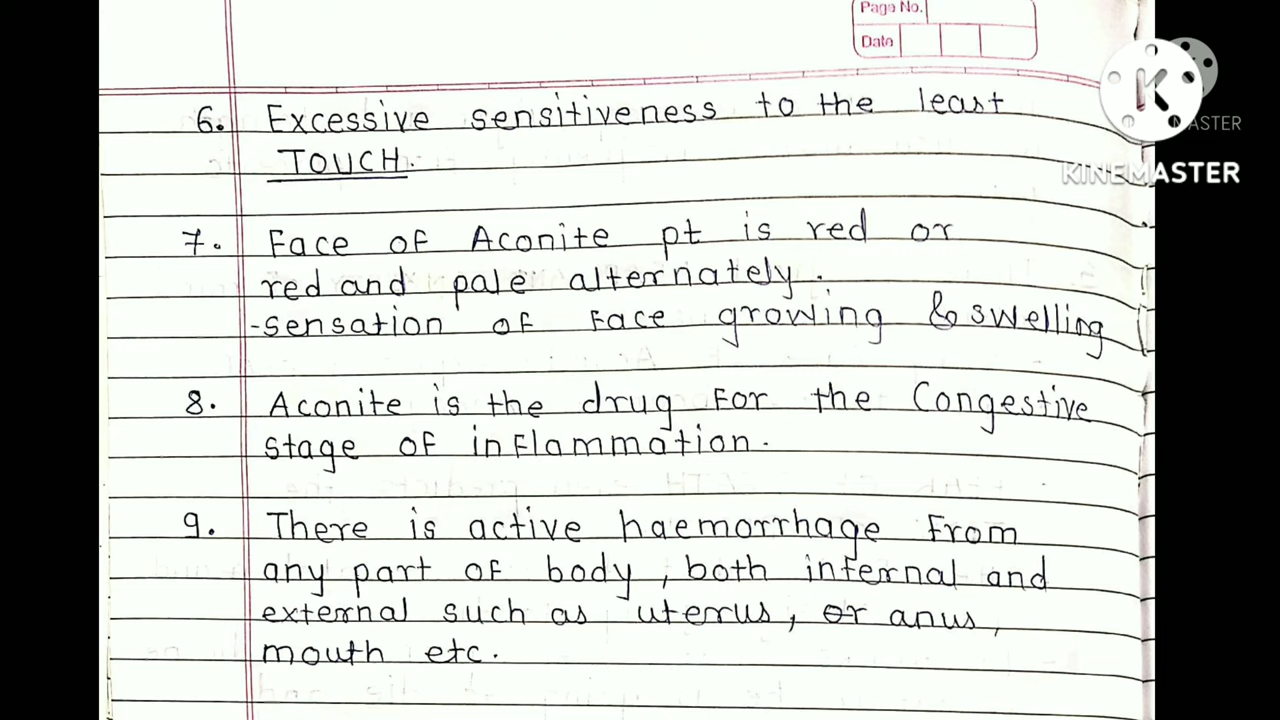 Page No.
Date
6. Excessive sensitiveness to the least
TOUCH.
7. Face of Aconite pt is red or
red and pale alternately.
-sensation of face growing & swelling
8. Aconite is the drug for the Congestive
stage of inflammation.
9. There is active haemorrhage from
any part of body, both internal and
external such as uterus, or anus,
mouth etc.
K
MASTER
KINEMASTER